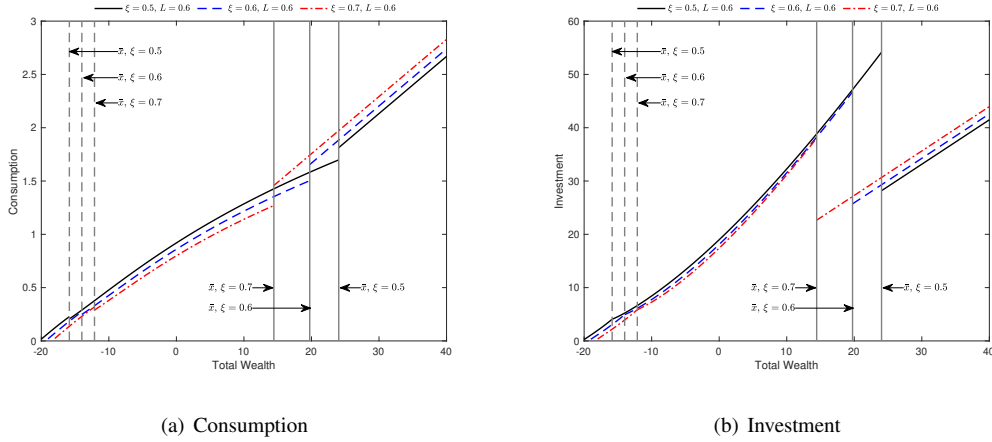 ξ = 0.5, L = 0.6 ξ = 0.6, L = 0.6 ξ = 0.7, L = 0.6
3
2.5
2
1.5
1
0.5
0
Consumption
x̄, ξ = 0.5
x̄, ξ = 0.6
x̄, ξ = 0.7
x̄, ξ = 0.7
x̄, ξ = 0.6
x̄, ξ = 0.5
-20 -10 0 10 20 30 40
Total Wealth
(a) Consumption
ξ = 0.5, L = 0.6 ξ = 0.6, L = 0.6 ξ = 0.7, L = 0.6
60
50
40
30
20
10
0
Investment
x̄, ξ = 0.5
x̄, ξ = 0.6
x̄, ξ = 0.7
x̄, ξ = 0.7
x̄, ξ = 0.6
x̄, ξ = 0.5
-20 -10 0 10 20 30 40
Total Wealth
(b) Investment